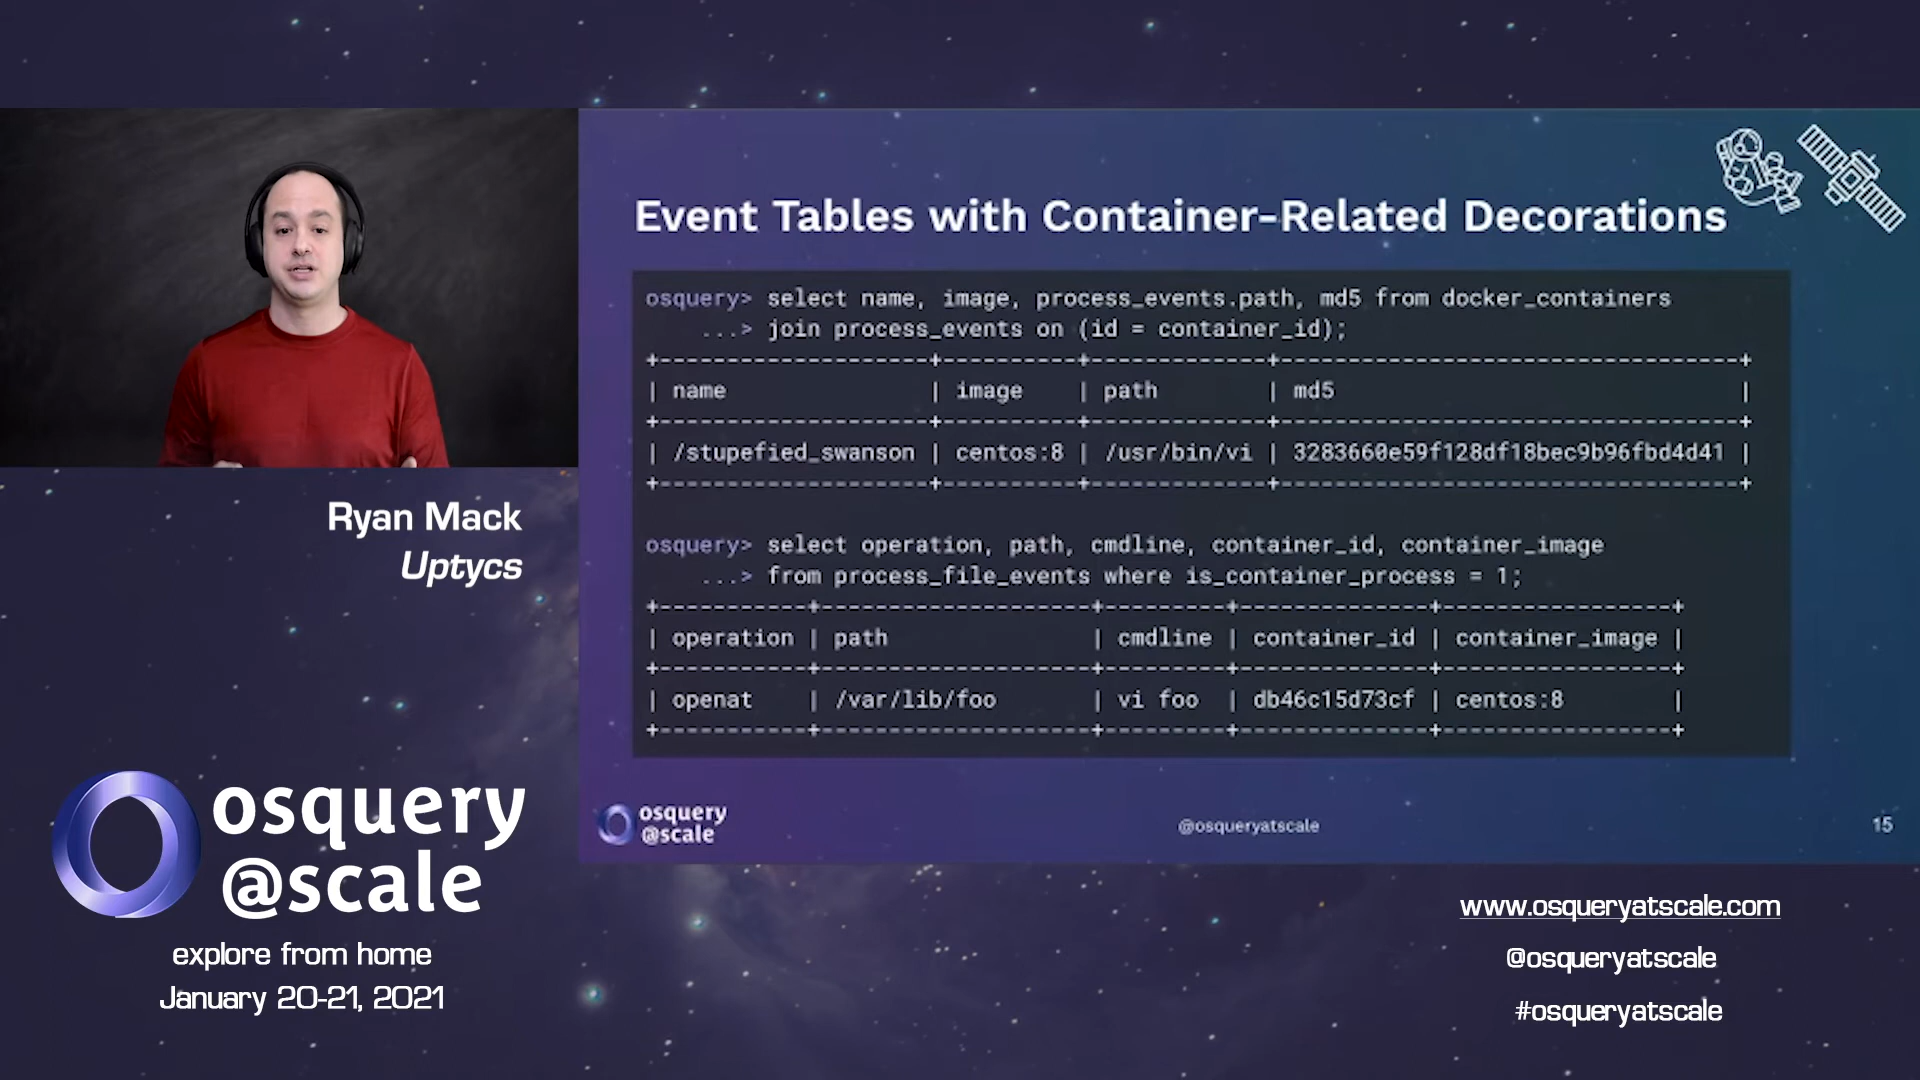 Event Tables with Container-Related Decorations
osquery> select name, image, process_events.path, md5 from docker_containers
...> join process_events on (id = container_id);
+---------------------+----------+-------------+----------------------------------+
| name | image | path | md5 |
+---------------------+----------+-------------+----------------------------------+
| /stupefied_swanson | centos:8 | /usr/bin/vi | 3283660e59f128df18bec9b96fbd4d41 |
+---------------------+----------+-------------+----------------------------------+
osquery> select operation, path, cmdline, container_id, container_image
...> from process_file_events where is_container_process = 1;
+-----------+--------------------+---------+--------------+-----------------+
| operation | path | cmdline | container_id | container_image |
+-----------+--------------------+---------+--------------+-----------------+
| openat | /var/lib/foo | vi foo | db46c15d73cf | centos:8 |
+-----------+--------------------+---------+--------------+-----------------+
osquery
@scale
@osqueryatscale
15
Ryan Mack
Uptycs
osquery
@scale
explore from home
January 20-21, 2021
www.osqueryatscale.com
@osqueryatscale
#osqueryatscale